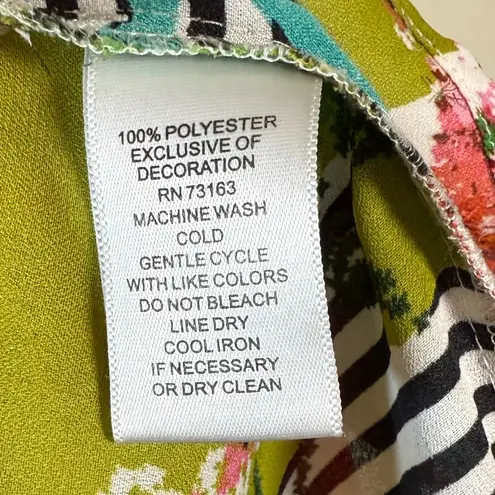 100% POLYESTER
EXCLUSIVE OF
DECORATION
RN 73163
MACHINE WASH
COLD
GENTLE CYCLE
WITH LIKE COLORS
DO NOT BLEACH
LINE DRY
COOL IRON
IF NECESSARY
OR DRY CLEAN